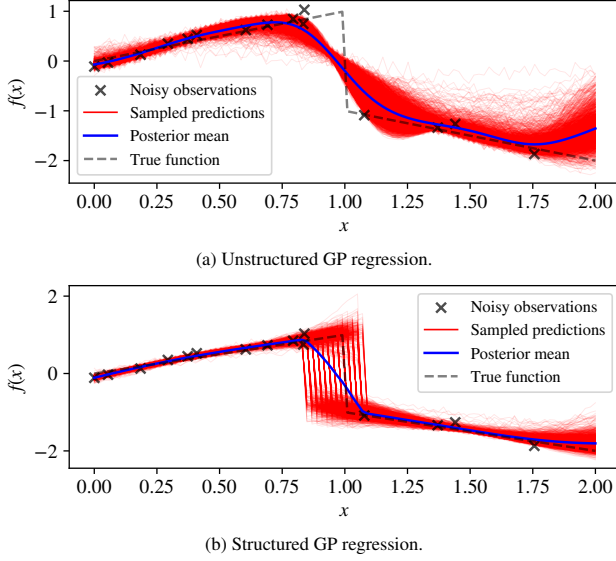 1
0
−1
−2
f(x)
Noisy observations
Sampled predictions
Posterior mean
True function
0.00 0.25 0.50 0.75 1.00 1.25 1.50 1.75 2.00
x
(a) Unstructured GP regression.
2
0
−2
f(x)
Noisy observations
Sampled predictions
Posterior mean
True function
0.00 0.25 0.50 0.75 1.00 1.25 1.50 1.75 2.00
x
(b) Structured GP regression.